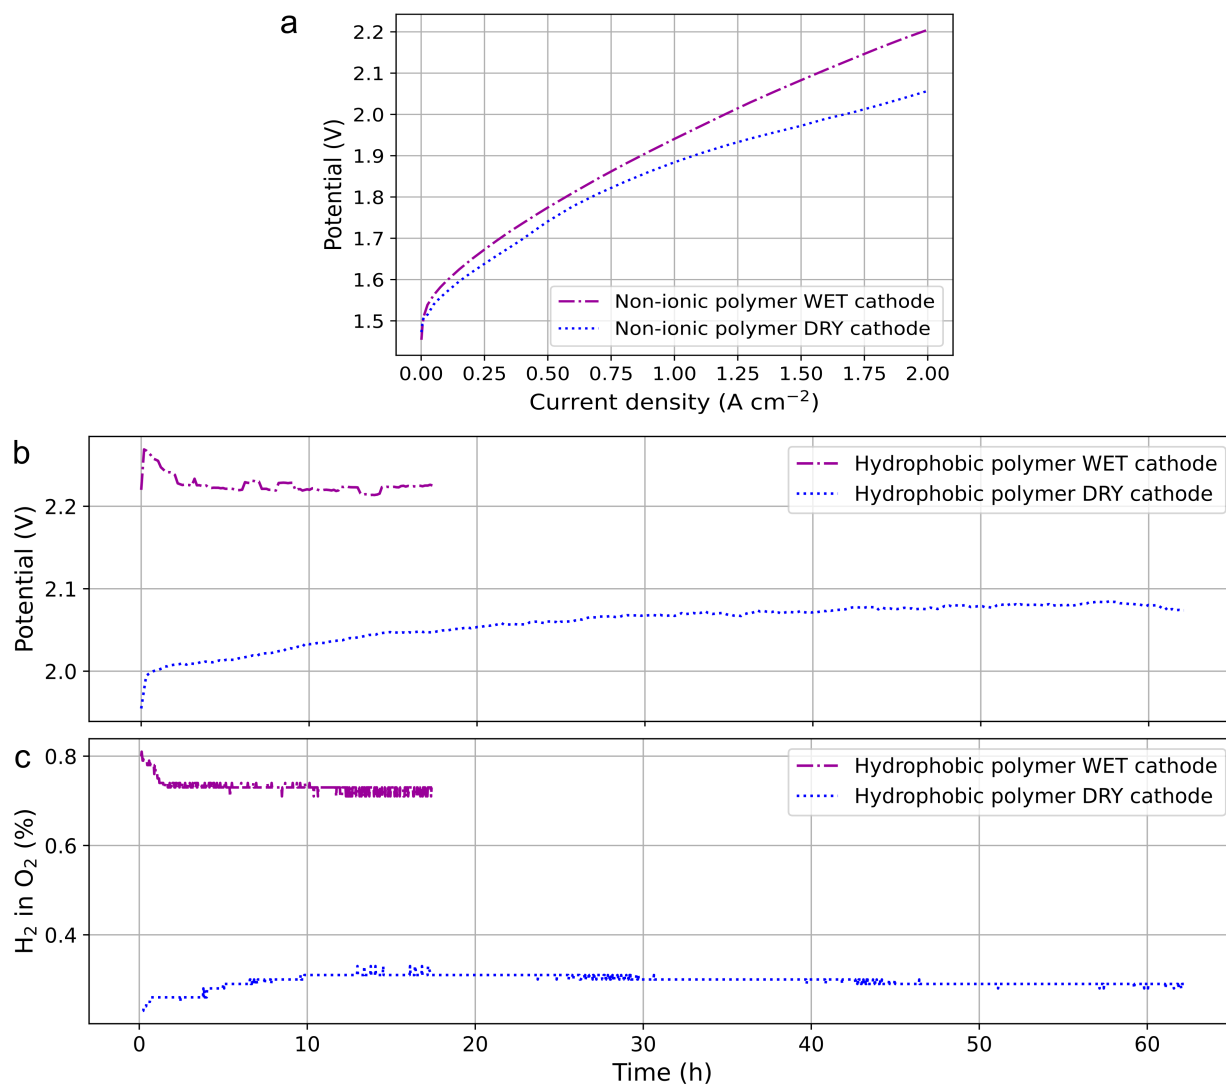 a
2.2
2.1
2.0
1.9
1.8
1.7
1.6
1.5
Potential (V)
Non-ionic polymer WET cathode
Non-ionic polymer DRY cathode
0.00 0.25 0.50 0.75 1.00 1.25 1.50 1.75 2.00
Current density (A cm⁻²)
b
2.2
2.1
2.0
Potential (V)
Hydrophobic polymer WET cathode
Hydrophobic polymer DRY cathode
c
0.8
0.6
0.4
H₂ in O₂ (%)
Hydrophobic polymer WET cathode
Hydrophobic polymer DRY cathode
0 10 20 30 40 50 60
Time (h)